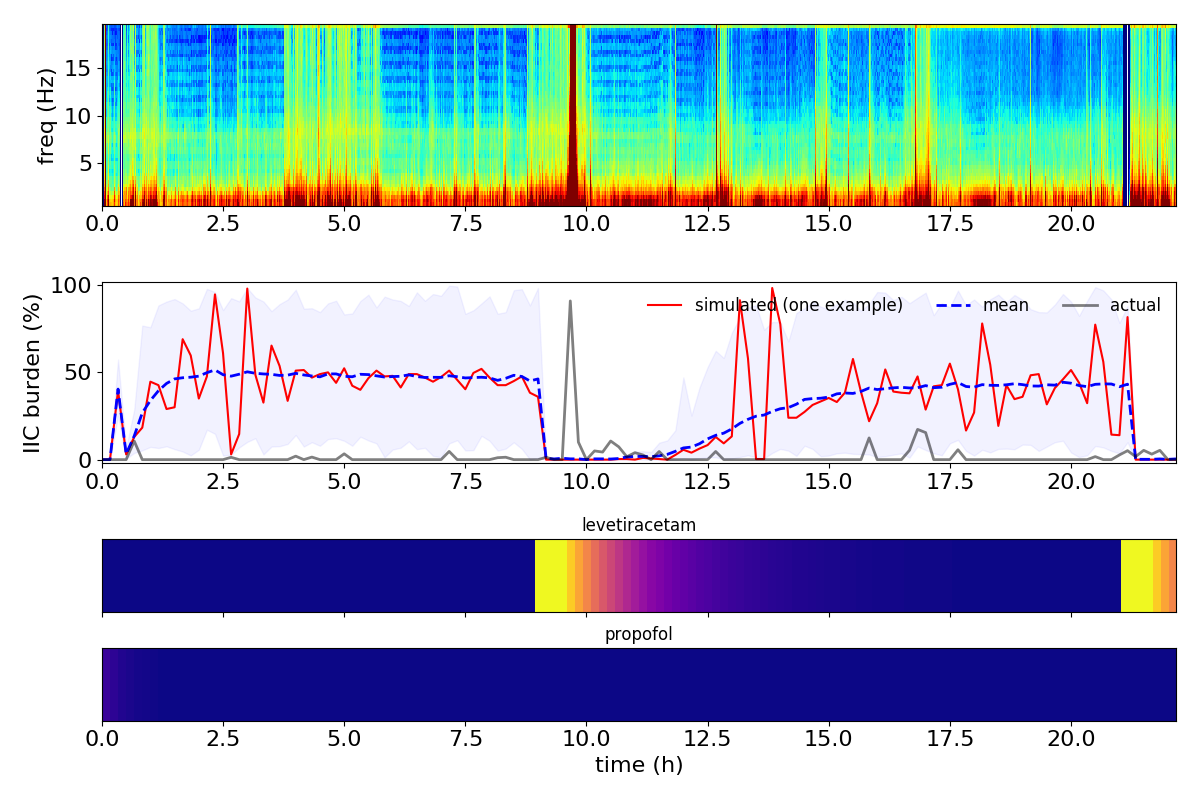 freq (Hz)
15
10
5
0.0 2.5 5.0 7.5 10.0 12.5 15.0 17.5 20.0
IIC burden (%)
100
50
0
simulated (one example) mean actual
0.0 2.5 5.0 7.5 10.0 12.5 15.0 17.5 20.0
levetiracetam
propofol
0.0 2.5 5.0 7.5 10.0 12.5 15.0 17.5 20.0
time (h)